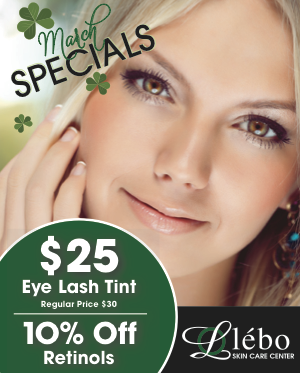 March
SPECIALS
$25
Eye Lash Tint
Regular Price $30
10% Off
Retinols
Llébo
SKIN CARE CENTER